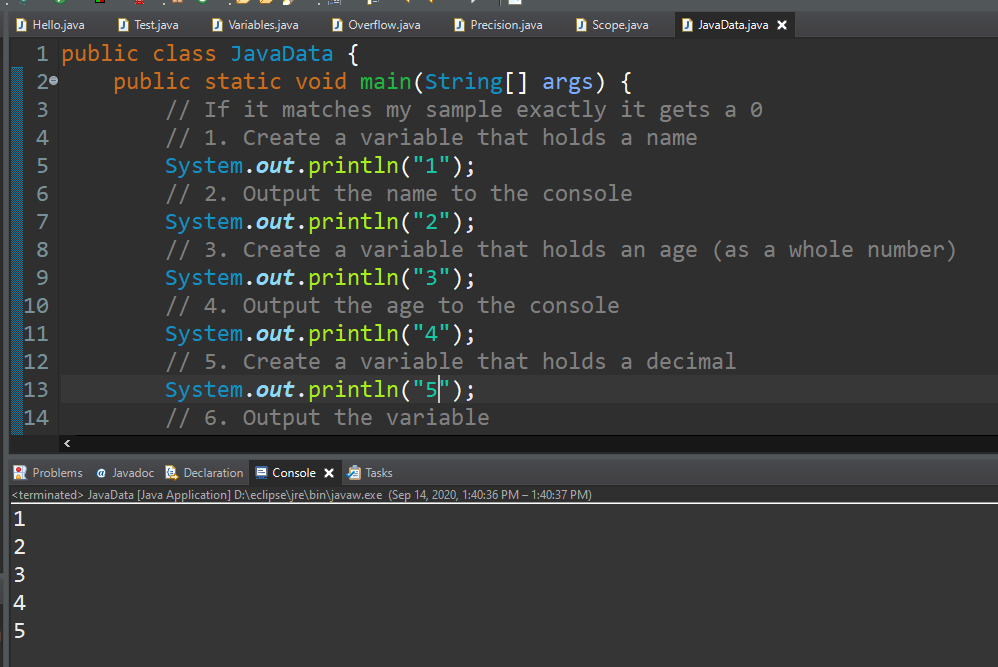 Hello.java Test.java Variables.java Overflow.java Precision.java Scope.java JavaData.java
1 public class JavaData {
2 public static void main(String[] args) {
3 // If it matches my sample exactly it gets a 0
4 // 1. Create a variable that holds a name
5 System.out.println("1");
6 // 2. Output the name to the console
7 System.out.println("2");
8 // 3. Create a variable that holds an age (as a whole number)
9 System.out.println("3");
10 // 4. Output the age to the console
11 System.out.println("4");
12 // 5. Create a variable that holds a decimal
13 System.out.println("5");
14 // 6. Output the variable
Problems @ Javadoc Declaration Console Tasks
<terminated> JavaData [Java Application] D:\eclipse\jre\bin\javaw.exe (Sep 14, 2020, 1:40:36 PM – 1:40:37 PM)
1
2
3
4
5